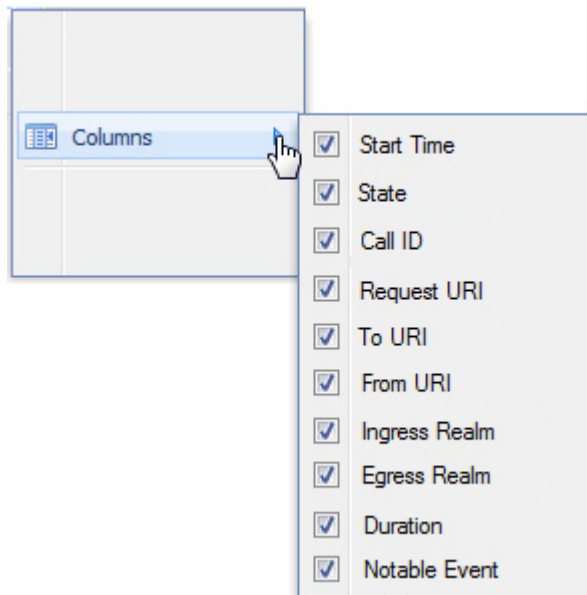 Columns
Start Time
State
Call ID
Request URI
To URI
From URI
Ingress Realm
Egress Realm
Duration
Notable Event